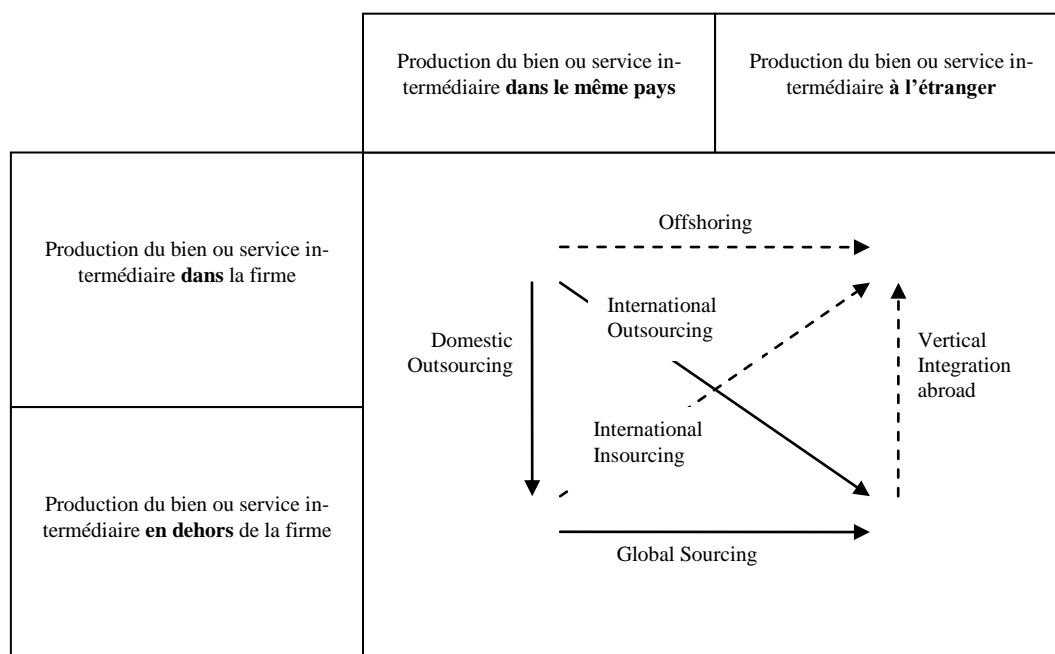 Production du bien ou service in-
termédiaire dans le même pays
Production du bien ou service in-
termédiaire à l'étranger
Production du bien ou service in-
termédiaire dans la firme
Offshoring
International
Outsourcing
Domestic
Outsourcing
Vertical
Integration
abroad
International
Insourcing
Production du bien ou service in-
termédiaire en dehors de la firme
Global Sourcing